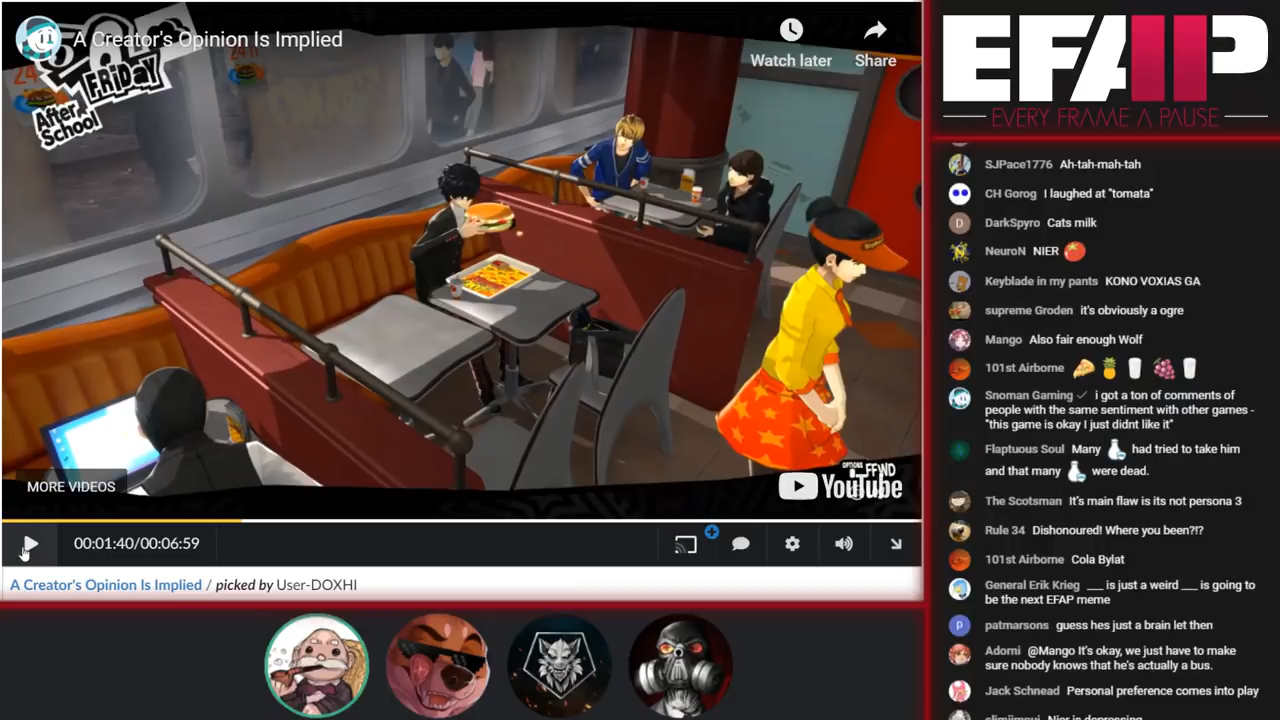 A Creator's Opinion Is Implied
FRiDAY
After
School
Watch later
Share
MORE VIDEOS
YouTube
00:01:40/00:06:59
A Creator's Opinion Is Implied / picked by User-DOXHI
EFAP
EVERY FRAME A PAUSE
SJPace1776 Ah-tah-mah-tah
CH Gorog I laughed at "tomata"
D DarkSpyro Cats milk
NeuroN NIER 🍅
Keyblade in my pants KONO VOXIAS GA
supreme Groden it's obviously a ogre
Mango Also fair enough Wolf
101st Airborne 🍕 🍍 🥛 🍇 🥛
Snoman Gaming ✓ i got a ton of comments of
people with the same sentiment with other games -
"this game is okay I just didnt like it"
Flaptuous Soul Many had tried to take him
and that many were dead.
The Scotsman It's main flaw is its not persona 3
Rule 34 Dishonoured! Where you been?!?
101st Airborne Cola Bylat
General Erik Krieg ___ is just a weird ___ is going to
be the next EFAP meme
P patmarsons guess hes just a brain let then
Adorni @Mango It's okay, we just have to make
sure nobody knows that he's actually a bus.
Jack Schnead Personal preference comes into play